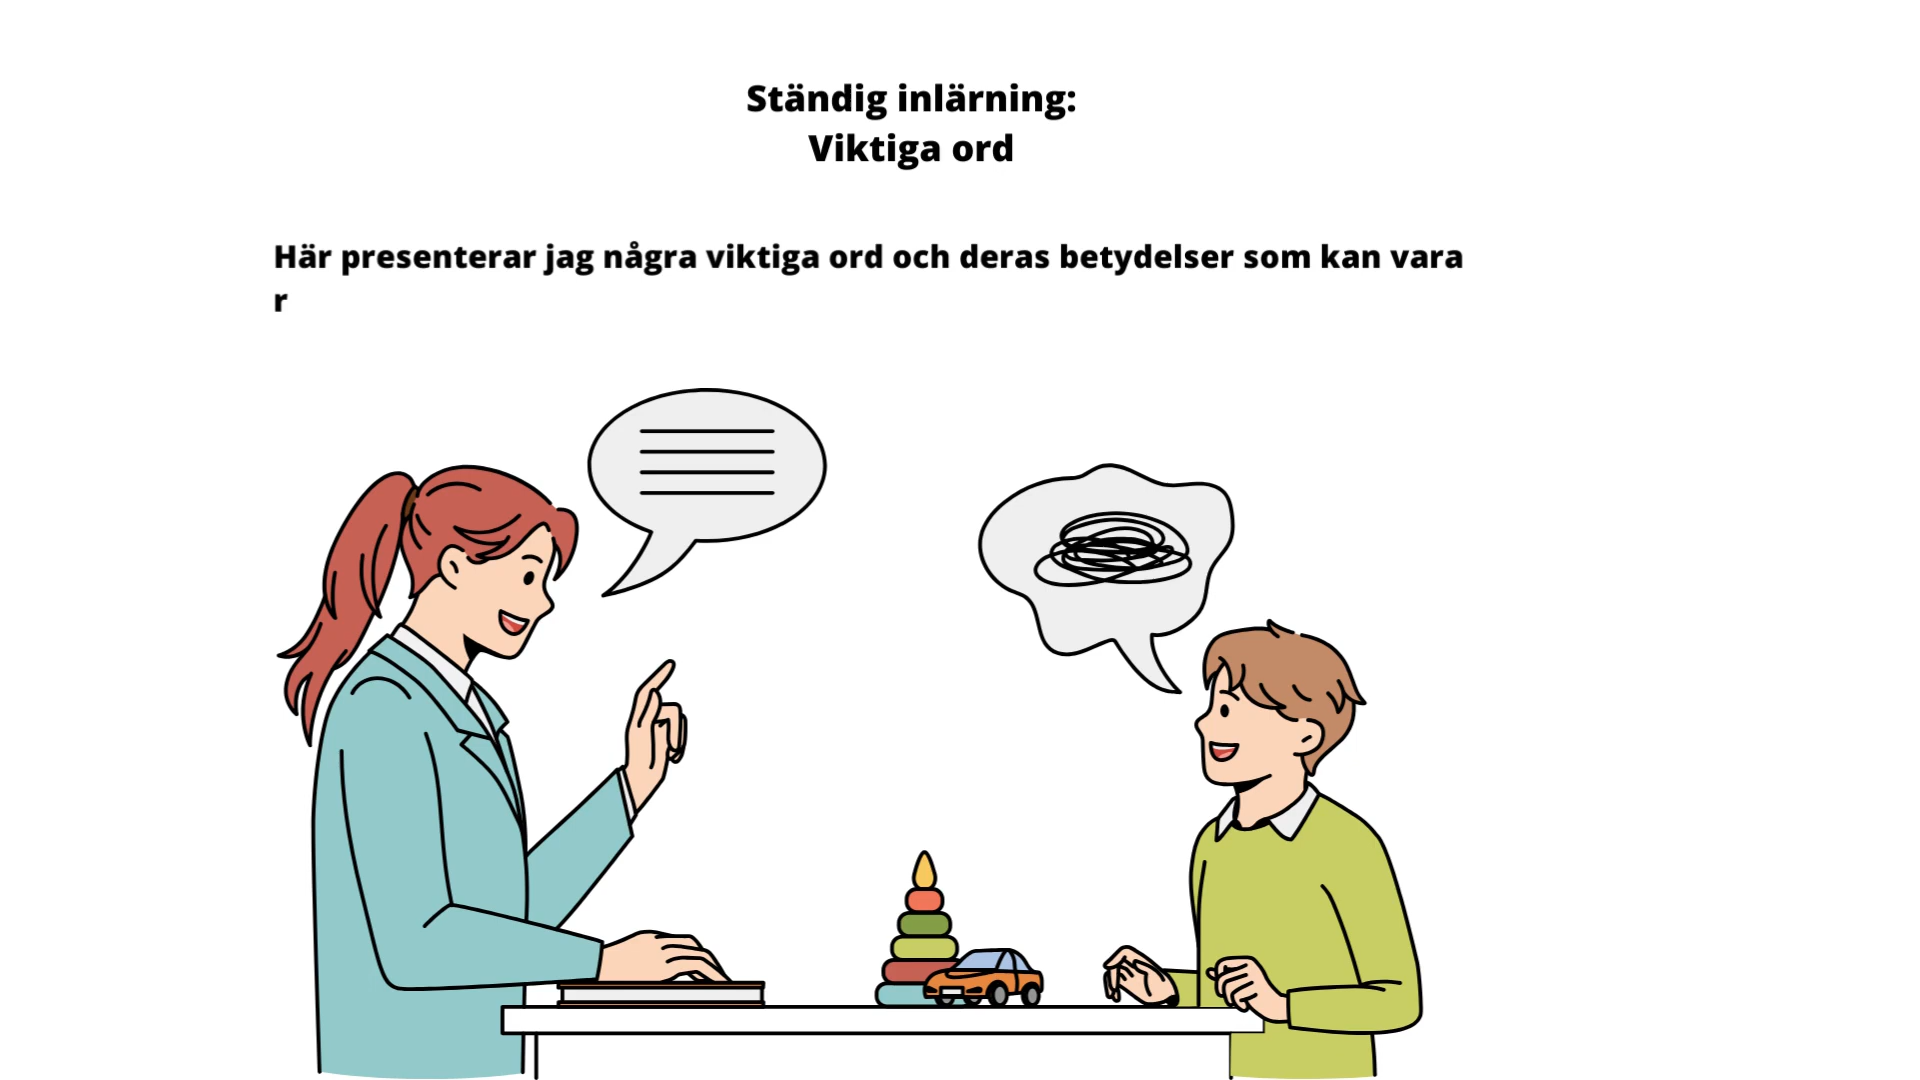 Ständig inlärning:
Viktiga ord
Här presenterar jag några viktiga ord och deras betydelser som kan vara
r